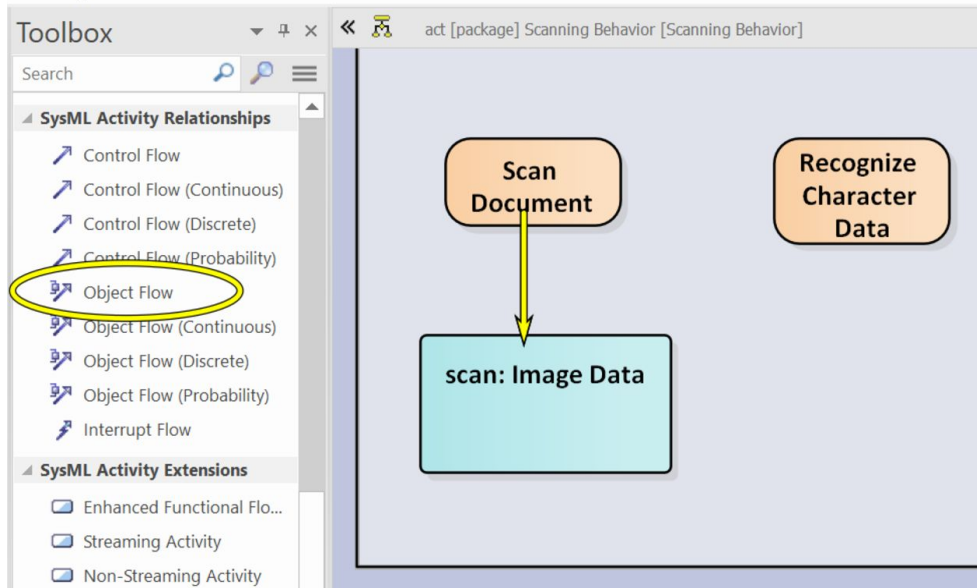 Toolbox
Search
SysML Activity Relationships
Control Flow
Control Flow (Continuous)
Control Flow (Discrete)
Control Flow (Probability)
Object Flow
Object Flow (Continuous)
Object Flow (Discrete)
Object Flow (Probability)
Interrupt Flow
SysML Activity Extensions
Enhanced Functional Flo...
Streaming Activity
Non-Streaming Activity
act [package] Scanning Behavior [Scanning Behavior]
Scan
Document
Recognize
Character
Data
scan: Image Data